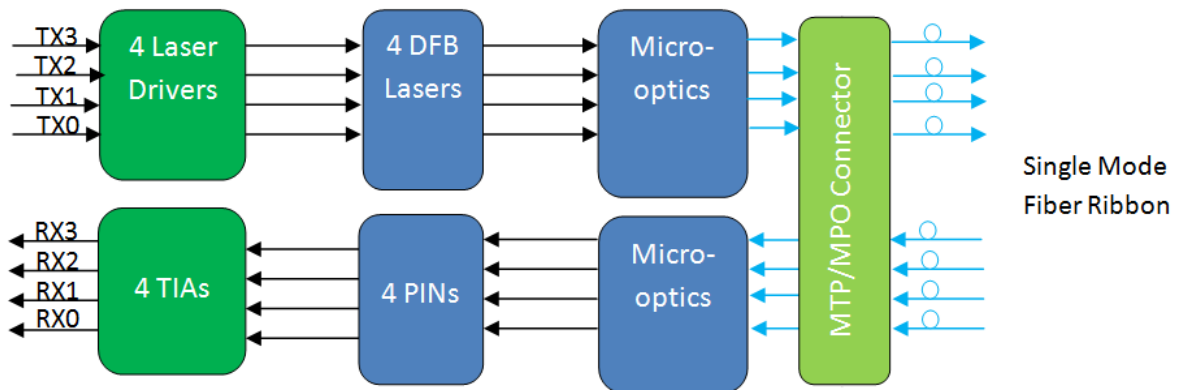 TX3
TX2
TX1
TX0
4 Laser
Drivers
4 DFB
Lasers
Micro-
optics
MTP/MPO Connector
Single Mode
Fiber Ribbon
RX3
RX2
RX1
RX0
4 TIAs
4 PINs
Micro-
optics